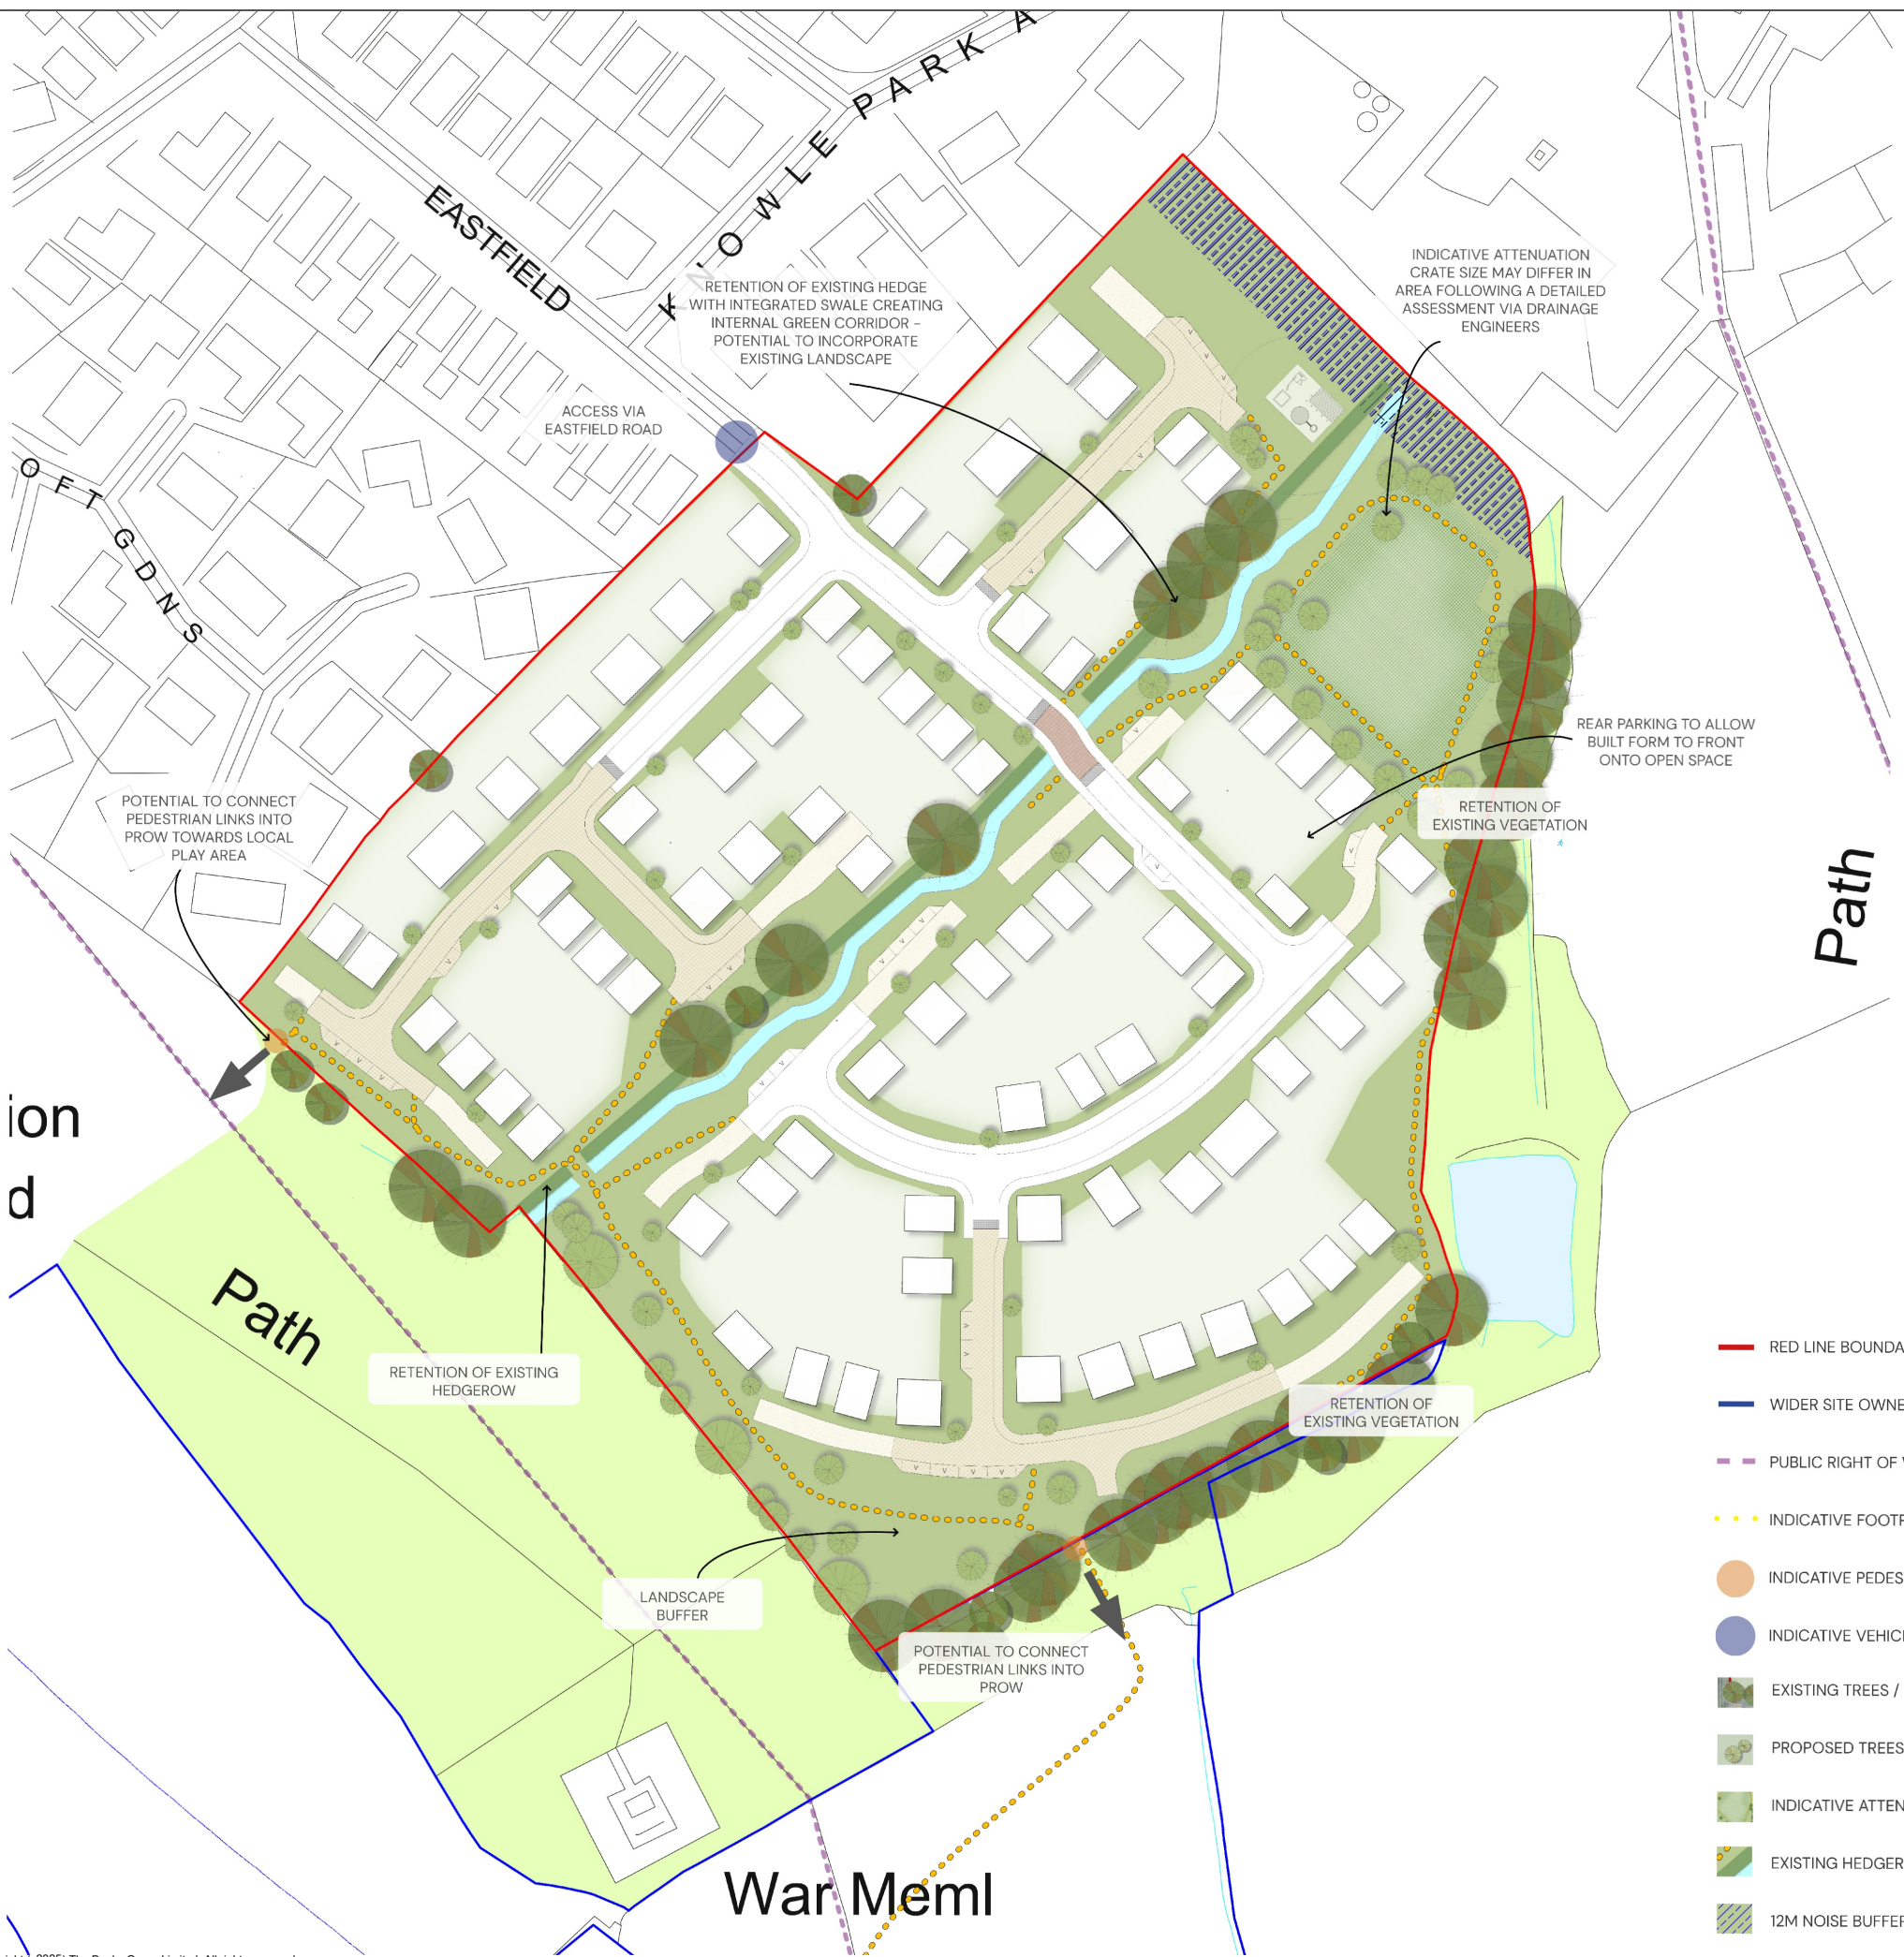 KNOWLE PARK A
EASTFIELD
OFT GDNS
RETENTION OF EXISTING HEDGE
WITH INTEGRATED SWALE CREATING
INTERNAL GREEN CORRIDOR -
POTENTIAL TO INCORPORATE
EXISTING LANDSCAPE
INDICATIVE ATTENUATION
CRATE SIZE MAY DIFFER IN
AREA FOLLOWING A DETAILED
ASSESSMENT VIA DRAINAGE
ENGINEERS
ACCESS VIA
EASTFIELD ROAD
REAR PARKING TO ALLOW
BUILT FORM TO FRONT
ONTO OPEN SPACE
POTENTIAL TO CONNECT
PEDESTRIAN LINKS INTO
PROW TOWARDS LOCAL
PLAY AREA
RETENTION OF
EXISTING VEGETATION
Path
ion
d
Path
RETENTION OF EXISTING
HEDGEROW
RETENTION OF
EXISTING VEGETATION
LANDSCAPE
BUFFER
POTENTIAL TO CONNECT
PEDESTRIAN LINKS INTO
PROW
War Meml
RED LINE BOUNDA
WIDER SITE OWNE
PUBLIC RIGHT OF
INDICATIVE FOOTP
INDICATIVE PEDES
INDICATIVE VEHIC
EXISTING TREES /
PROPOSED TREES
INDICATIVE ATTEN
EXISTING HEDGER
12M NOISE BUFFER